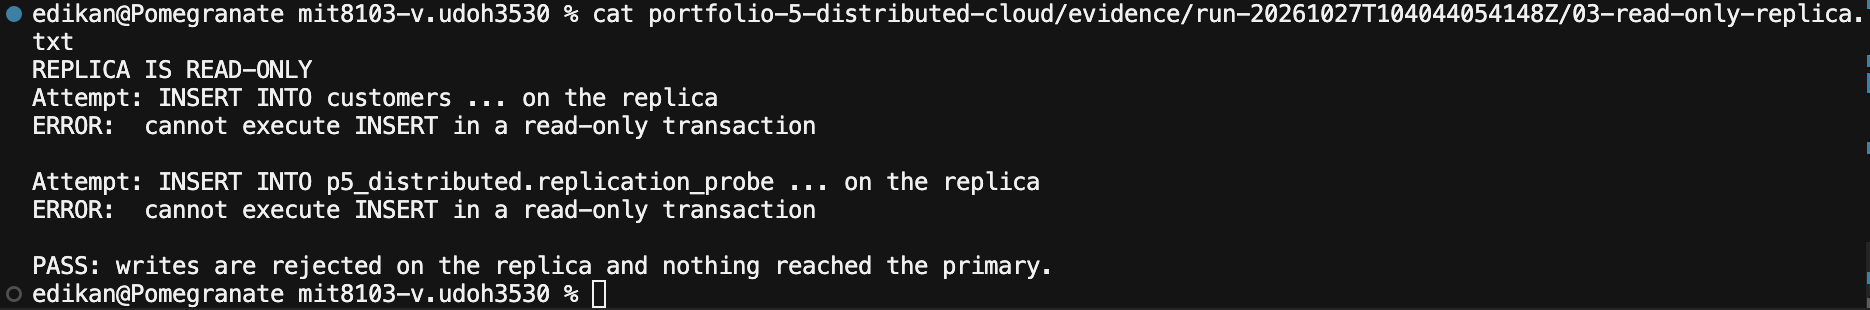 edikan@Pomegranate mit8103-v.udoh3530 % cat portfolio-5-distributed-cloud/evidence/run-20261027T104044054148Z/03-read-only-replica.
txt
REPLICA IS READ-ONLY
Attempt: INSERT INTO customers ... on the replica
ERROR:  cannot execute INSERT in a read-only transaction

Attempt: INSERT INTO p5_distributed.replication_probe ... on the replica
ERROR:  cannot execute INSERT in a read-only transaction

PASS: writes are rejected on the replica and nothing reached the primary.
edikan@Pomegranate mit8103-v.udoh3530 %